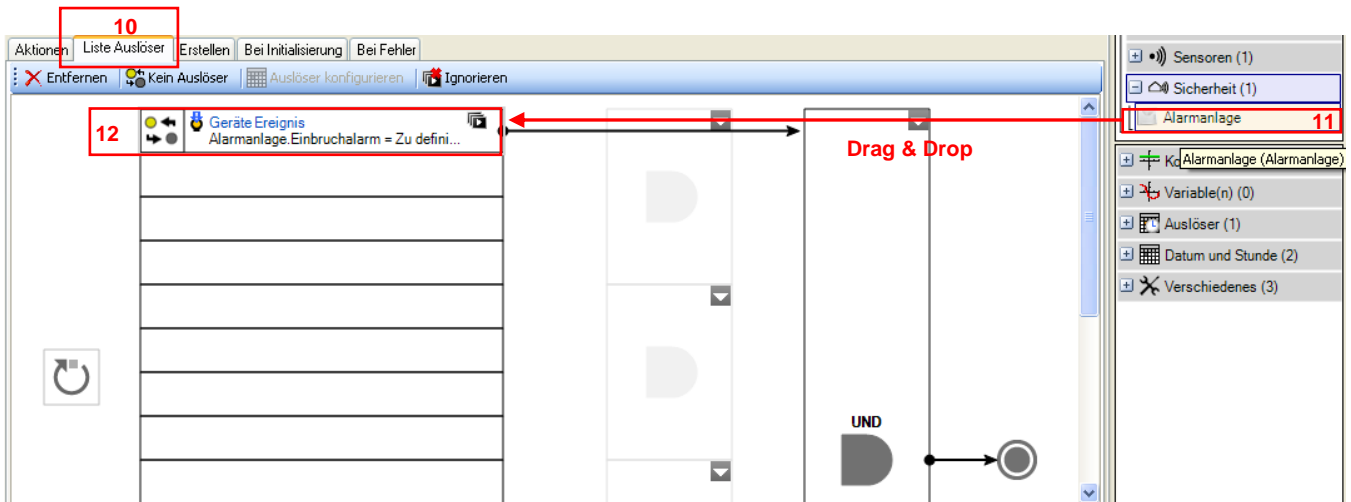 10
Aktionen Liste Auslöser Erstellen Bei Initialisierung Bei Fehler
Entfernen Kein Auslöser Auslöser konfigurieren Ignorieren
12
Geräte Ereignis
Alarmanlage.Einbruchalarm = Zu defini...
Drag & Drop
UND
Sensoren (1)
Sicherheit (1)
Alarmanlage 11
Alarmanlage (Alarmanlage)
Variable(n) (0)
Auslöser (1)
Datum und Stunde (2)
Verschiedenes (3)